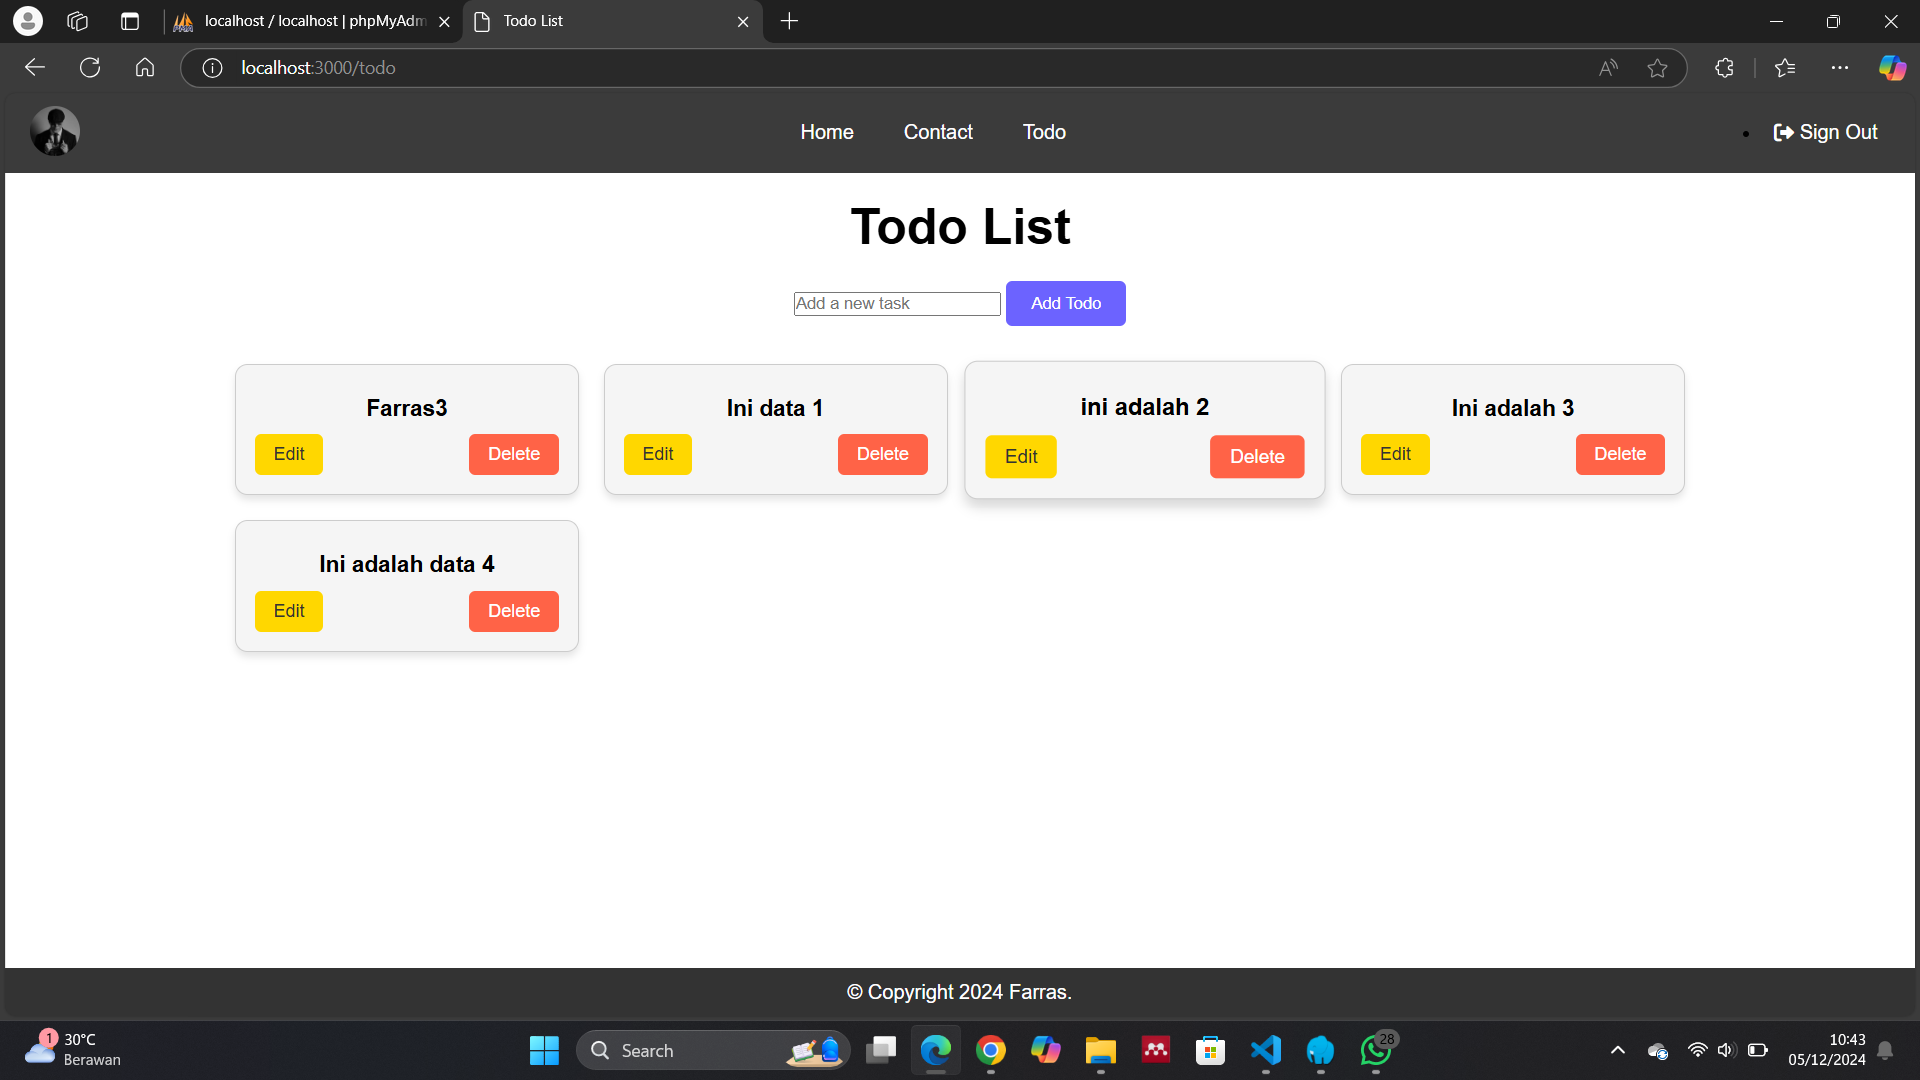 localhost / localhost | phpMyAdm
Todo List
localhost:3000/todo
Home
Contact
Todo
Sign Out
Todo List
Add a new task
Add Todo
Farras3
Edit
Delete
Ini data 1
Edit
Delete
ini adalah 2
Edit
Delete
Ini adalah 3
Edit
Delete
Ini adalah data 4
Edit
Delete
© Copyright 2024 Farras.
1
30°C
Berawan
Search
28
10:43
05/12/2024